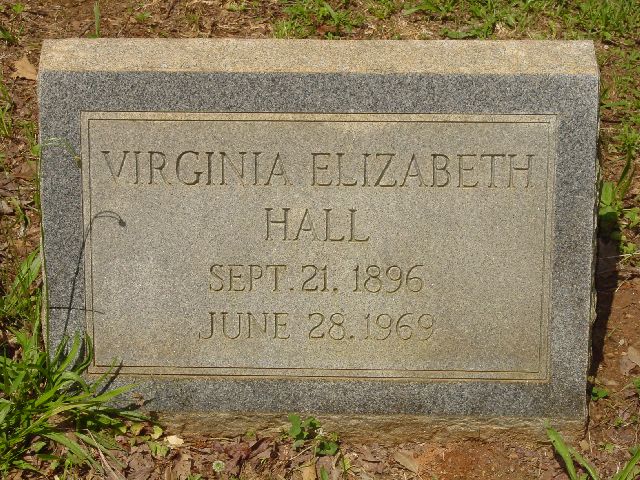 VIRGINIA ELIZABETH
HALL
SEPT. 21. 1896
JUNE 28. 1969